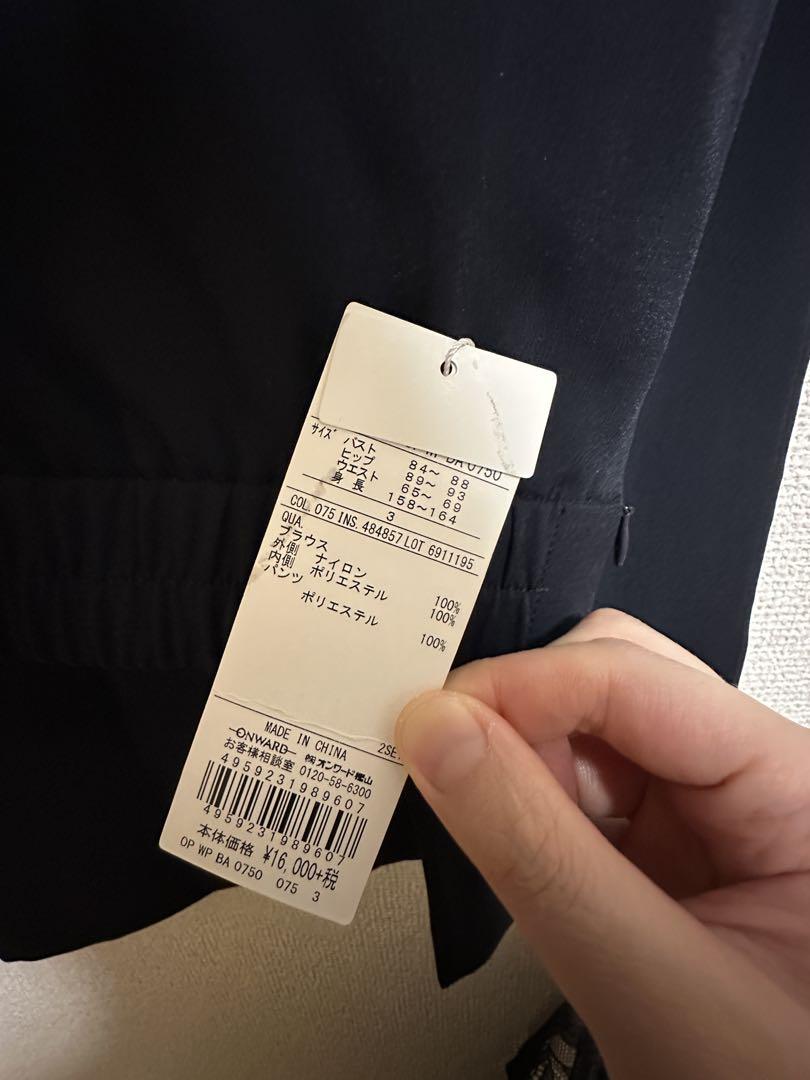 BA 0750
サイズ バスト 84～ 88
ヒップ 89～ 93
ウエスト 65～ 69
身長 158～164
3
COL. 075 INS. 484857 LOT 6911195
QUA.
ブラウス
外側 ナイロン 100%
内側 ポリエステル 100%
パンツ
ポリエステル 100%
MADE IN CHINA 2SE
ONWARD ㈱オンワード樫山
お客様相談室 0120-58-6300
4959231989607
4959231989607
本体価格 ¥16,000+税
OP WP BA 0750 075 3